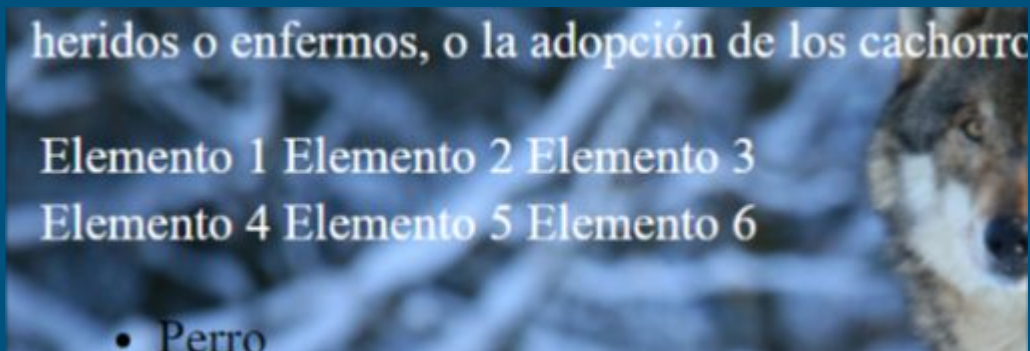 heridos o enfermos, o la adopción de los cachorro
Elemento 1 Elemento 2 Elemento 3
Elemento 4 Elemento 5 Elemento 6
• Perro